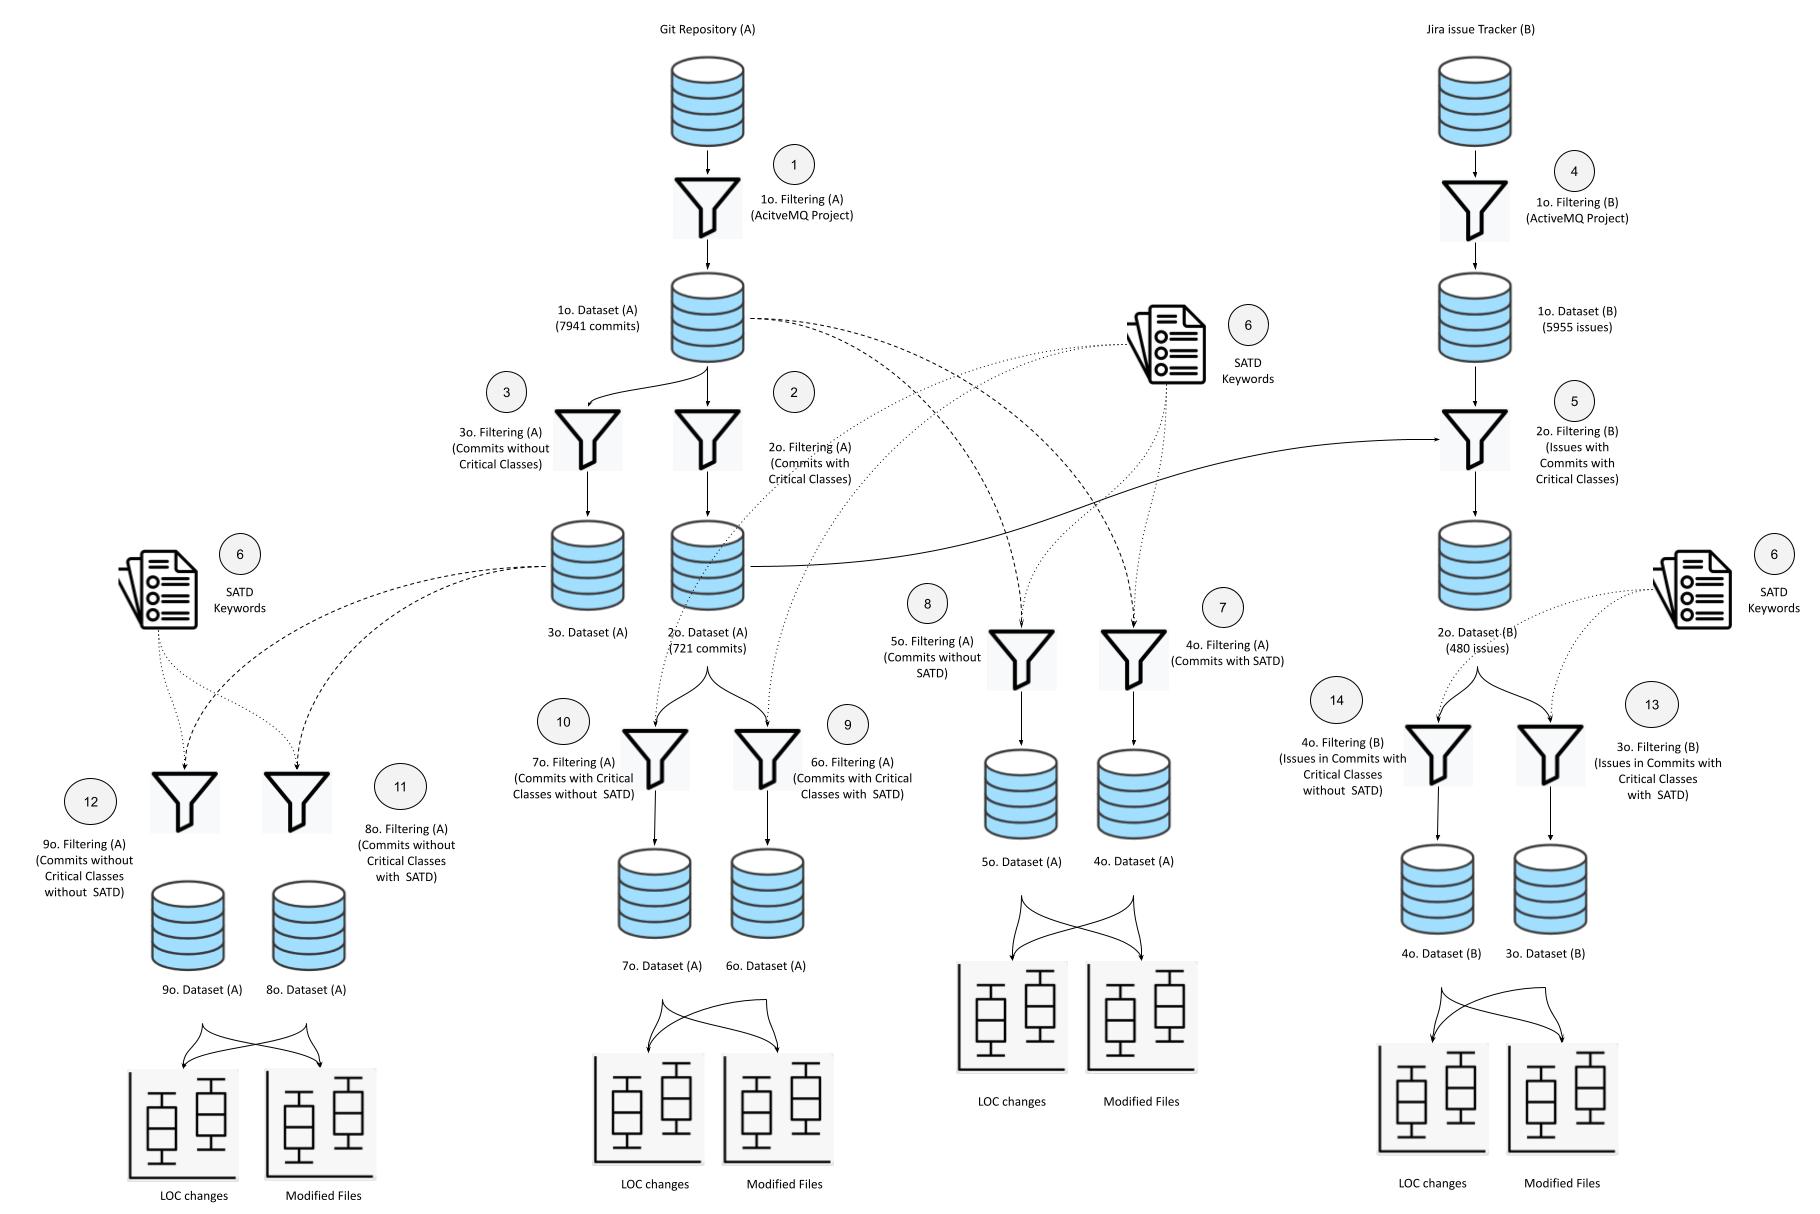 Git Repository (A)
Jira issue Tracker (B)
1
1o. Filtering (A)
(AcitveMQ Project)
4
1o. Filtering (B)
(ActiveMQ Project)
1o. Dataset (A)
(7941 commits)
6
SATD
Keywords
1o. Dataset (B)
(5955 issues)
3
3o. Filtering (A)
(Commits without
Critical Classes)
2
2o. Filtering (A)
(Commits with
Critical Classes)
5
2o. Filtering (B)
(Issues with
Commits with
Critical Classes)
6
SATD
Keywords
3o. Dataset (A)
2o. Dataset (A)
(721 commits)
8
5o. Filtering (A)
(Commits without
SATD)
7
4o. Filtering (A)
(Commits with SATD)
2o. Dataset (B)
(480 issues)
6
SATD
Keywords
12
9o. Filtering (A)
(Commits without
Critical Classes
without  SATD)
11
8o. Filtering (A)
(Commits without
Critical Classes
with  SATD)
10
7o. Filtering (A)
(Commits with Critical
Classes without  SATD)
9
6o. Filtering (A)
(Commits with Critical
Classes with  SATD)
14
4o. Filtering (B)
(Issues in Commits with
Critical Classes
without  SATD)
13
3o. Filtering (B)
(Issues in Commits with
Critical Classes
with  SATD)
5o. Dataset (A)
4o. Dataset (A)
9o. Dataset (A)
8o. Dataset (A)
7o. Dataset (A)
6o. Dataset (A)
4o. Dataset (B)
3o. Dataset (B)
LOC changes
Modified Files
LOC changes
Modified Files
LOC changes
Modified Files
LOC changes
Modified Files